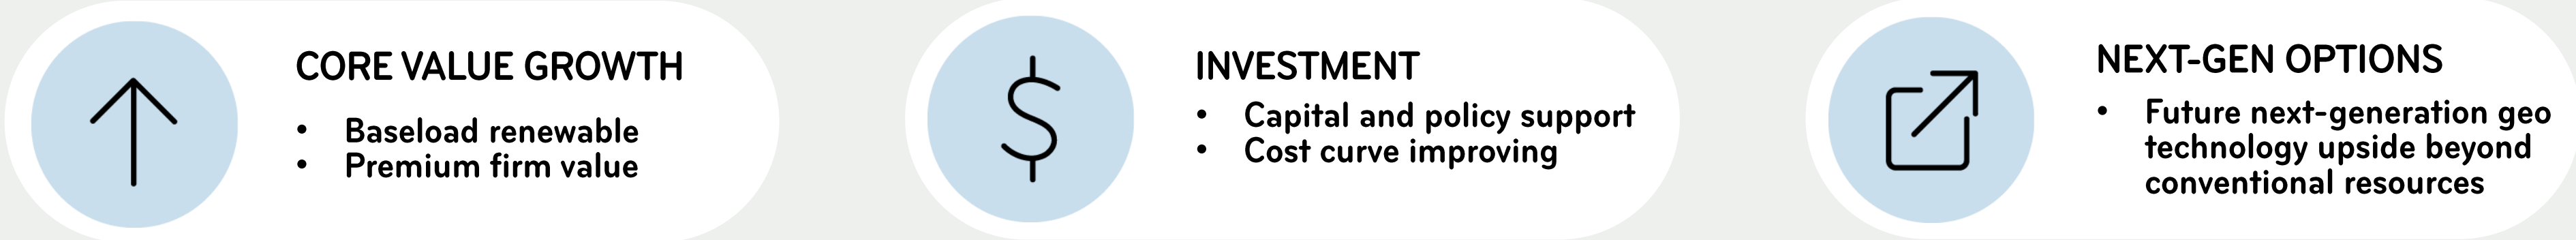 CORE VALUE GROWTH
• Baseload renewable
• Premium firm value
INVESTMENT
• Capital and policy support
• Cost curve improving
NEXT-GEN OPTIONS
• Future next-generation geo
technology upside beyond
conventional resources